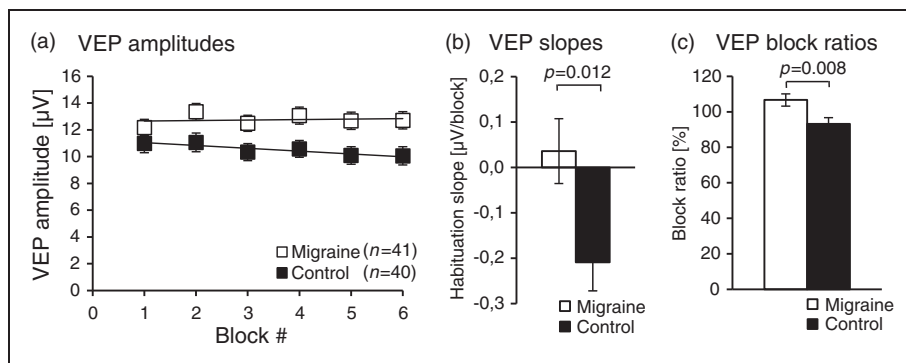 (a) VEP amplitudes
VEP amplitude [µV]
16
14
12
10
8
6
4
2
0
0 1 2 3 4 5 6
Block #
Migraine (n=41)
Control (n=40)
(b) VEP slopes
p=0.012
Habituation slope [µV/block]
0,2
0,1
0,0
-0,1
-0,2
-0,3
Migraine
Control
(c) VEP block ratios
p=0.008
Block ratio [%]
120
100
80
60
40
20
0
Migraine
Control